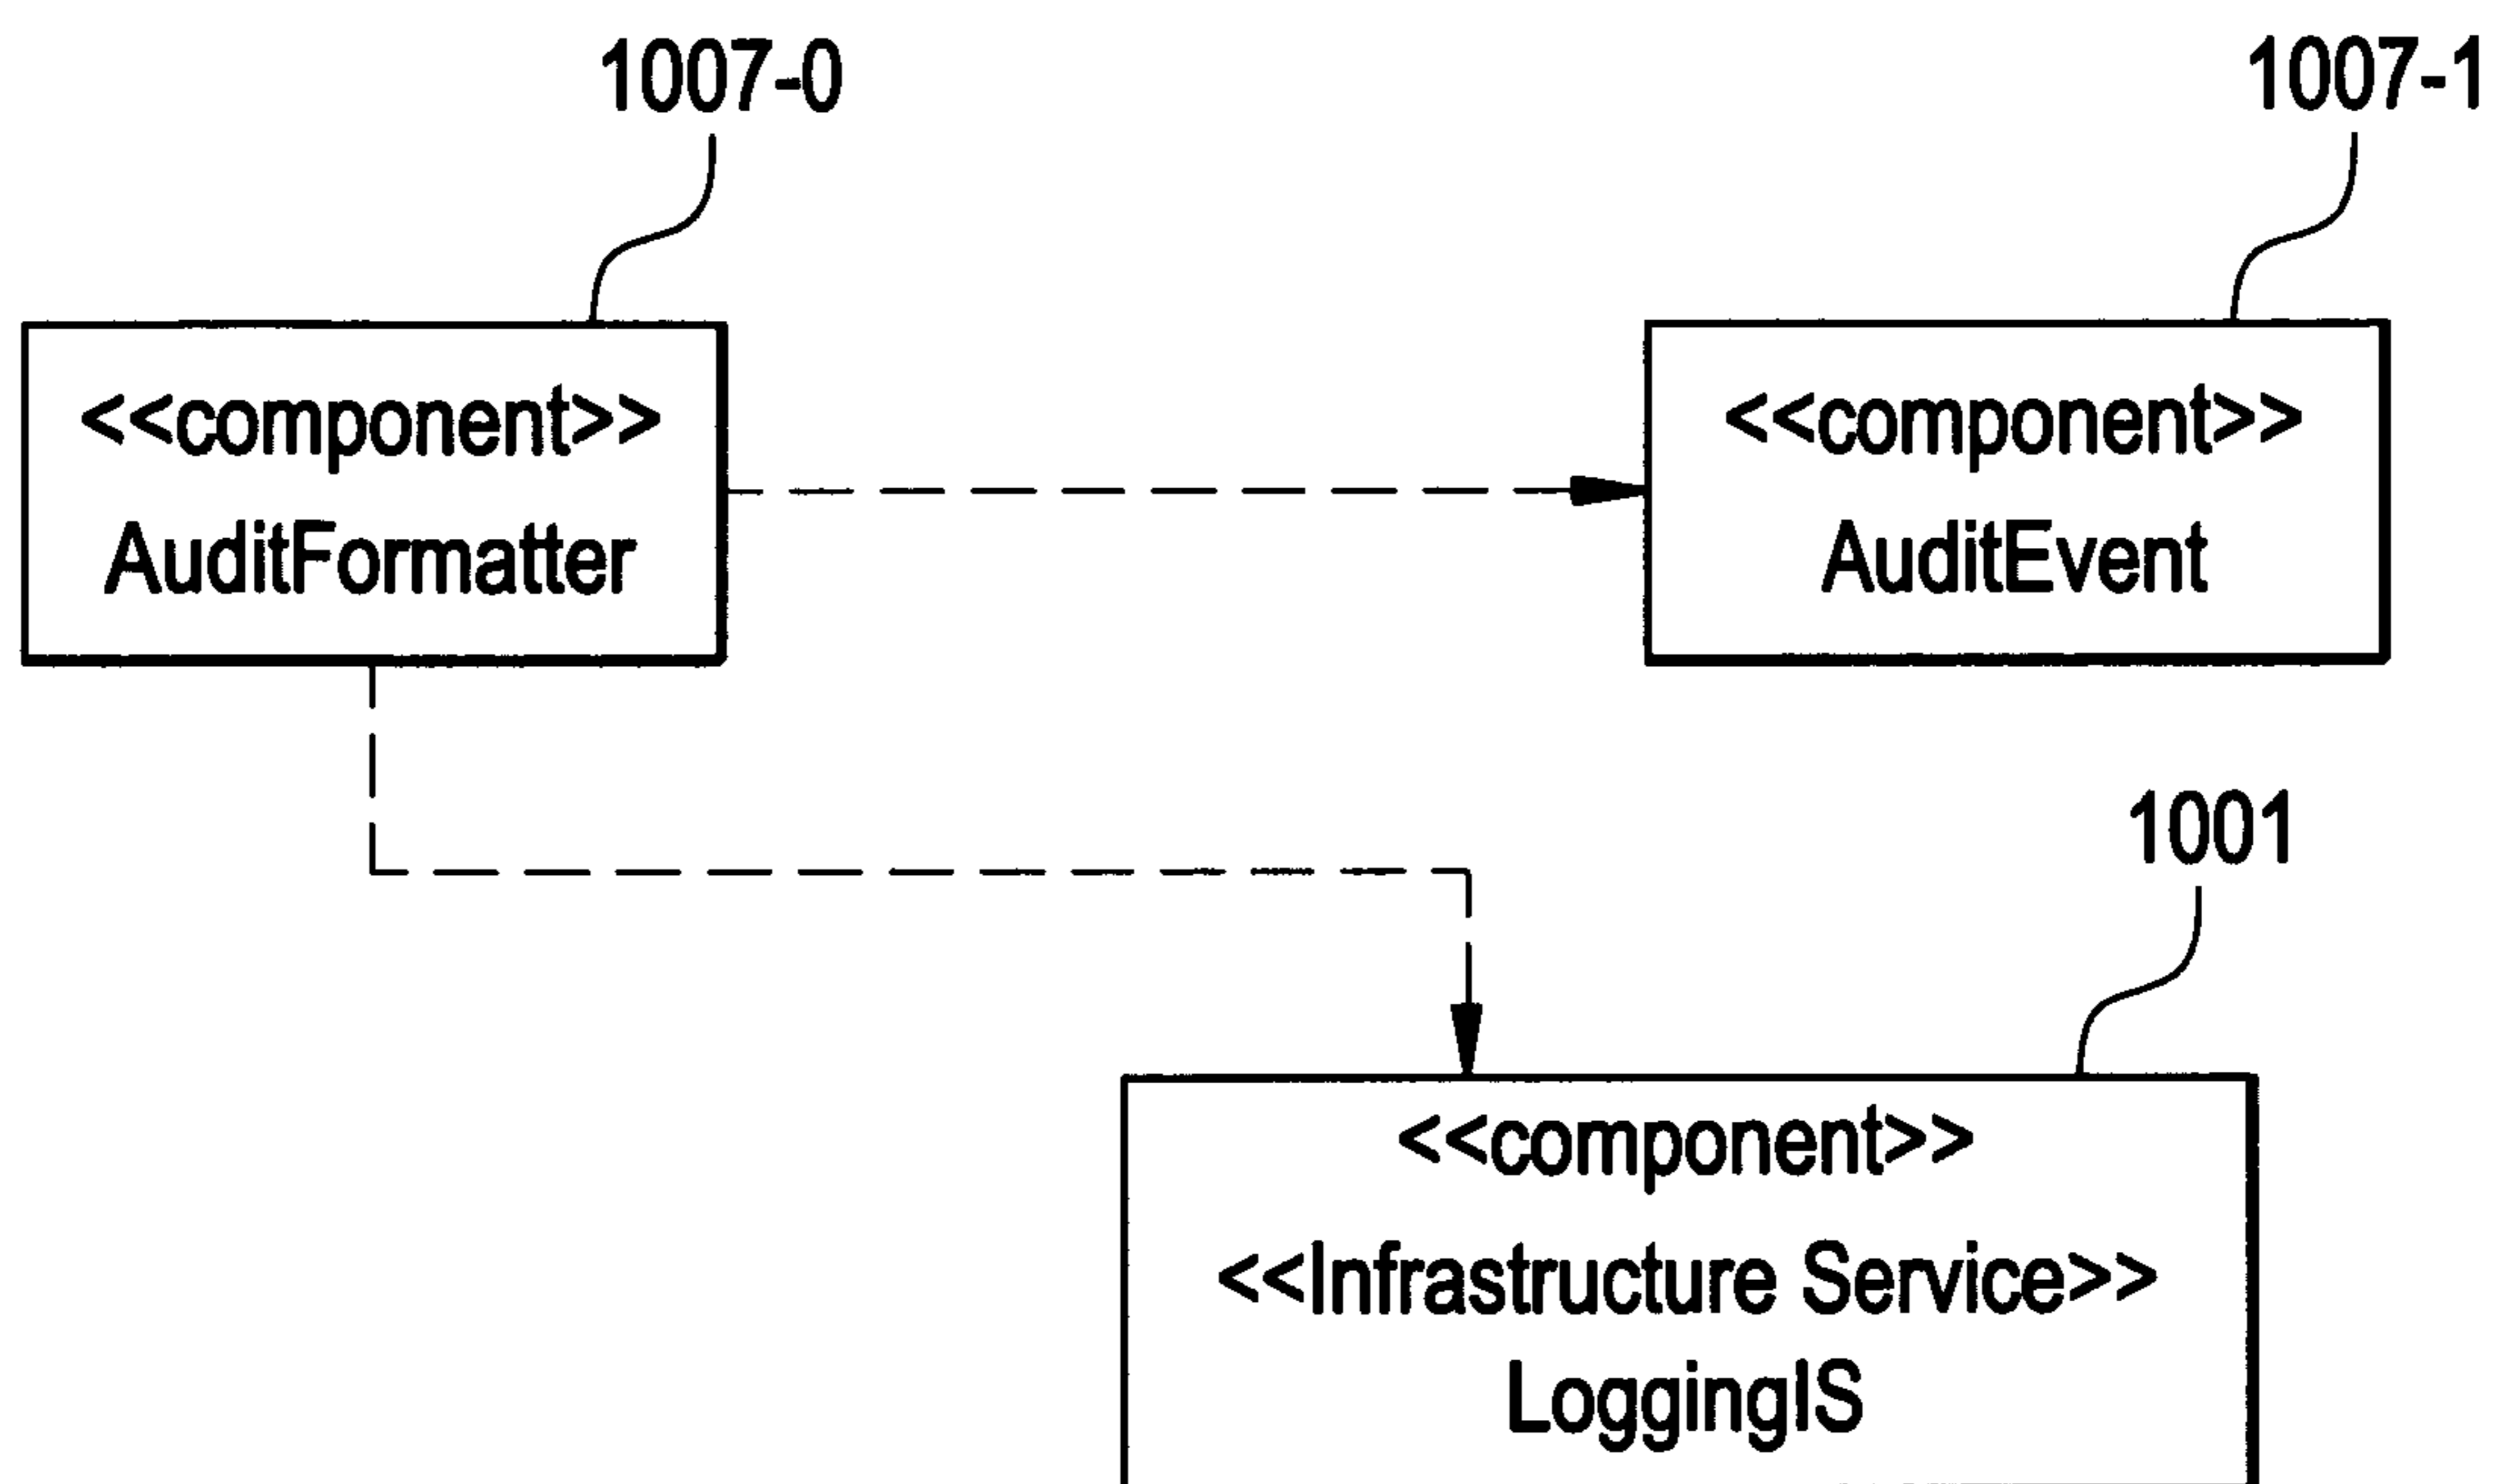 1007-0
1007-1
<<component>>
AuditFormatter
<<component>>
AuditEvent
1001
<<component>>
<<Infrastructure Service>>
LoggingIS